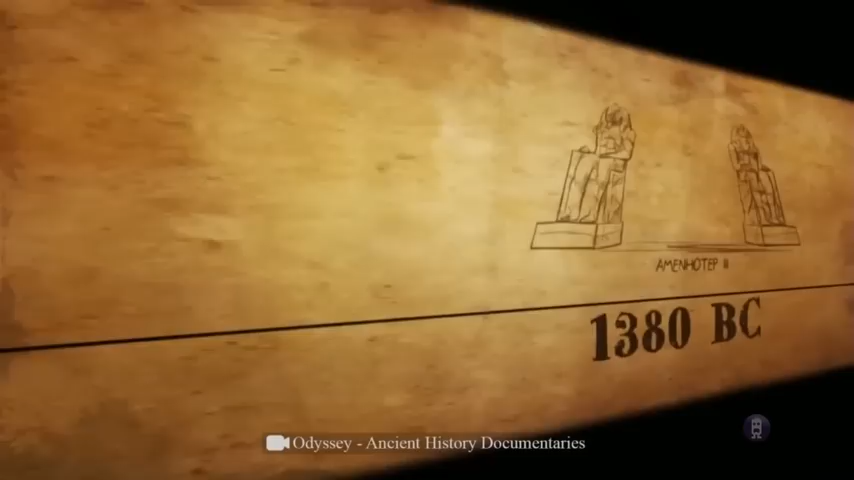 AMENHOTEP III
1380 BC
Odyssey - Ancient History Documentaries